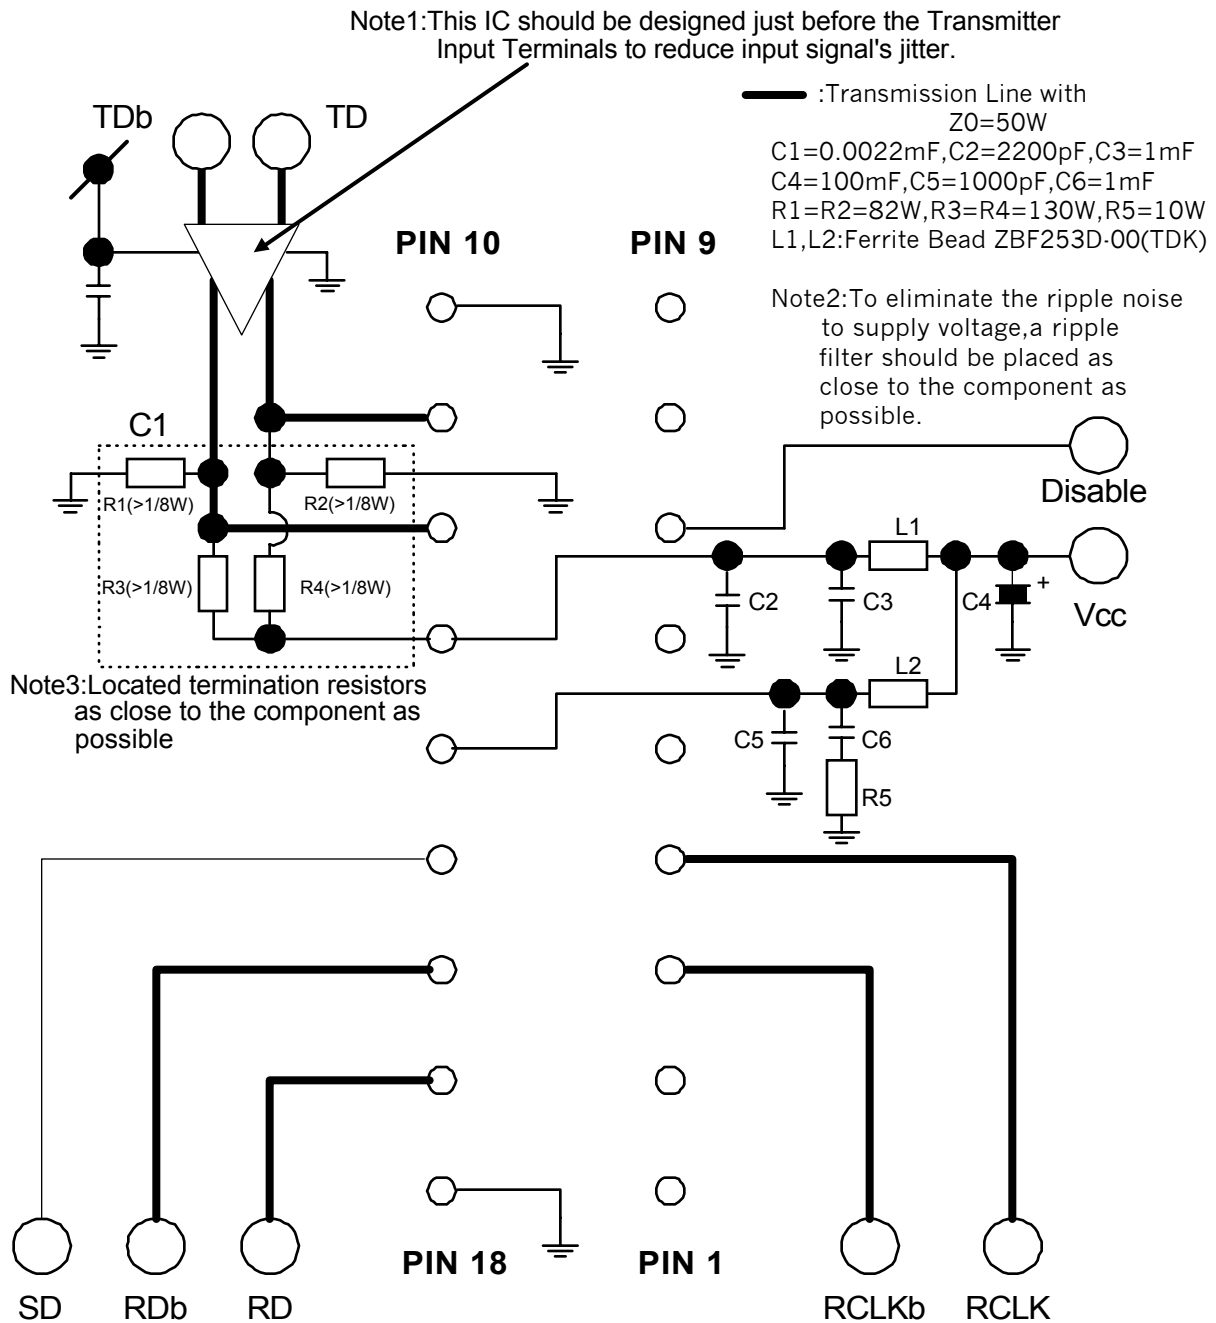 Note1:This IC should be designed just before the Transmitter
Input Terminals to reduce input signal's jitter.
:Transmission Line with
Z0=50W
C1=0.0022mF,C2=2200pF,C3=1mF
C4=100mF,C5=1000pF,C6=1mF
R1=R2=82W,R3=R4=130W,R5=10W
L1,L2:Ferrite Bead ZBF253D-00(TDK)
TDb
TD
PIN 10
PIN 9
Note2:To eliminate the ripple noise
to supply voltage,a ripple
filter should be placed as
close to the component as
possible.
C1
R1(>1/8W)
R2(>1/8W)
Disable
L1
R3(>1/8W)
R4(>1/8W)
C2
C3
C4
+
Vcc
L2
Note3:Located termination resistors
as close to the component as
possible
C5
C6
R5
PIN 18
PIN 1
SD
RDb
RD
RCLKb
RCLK